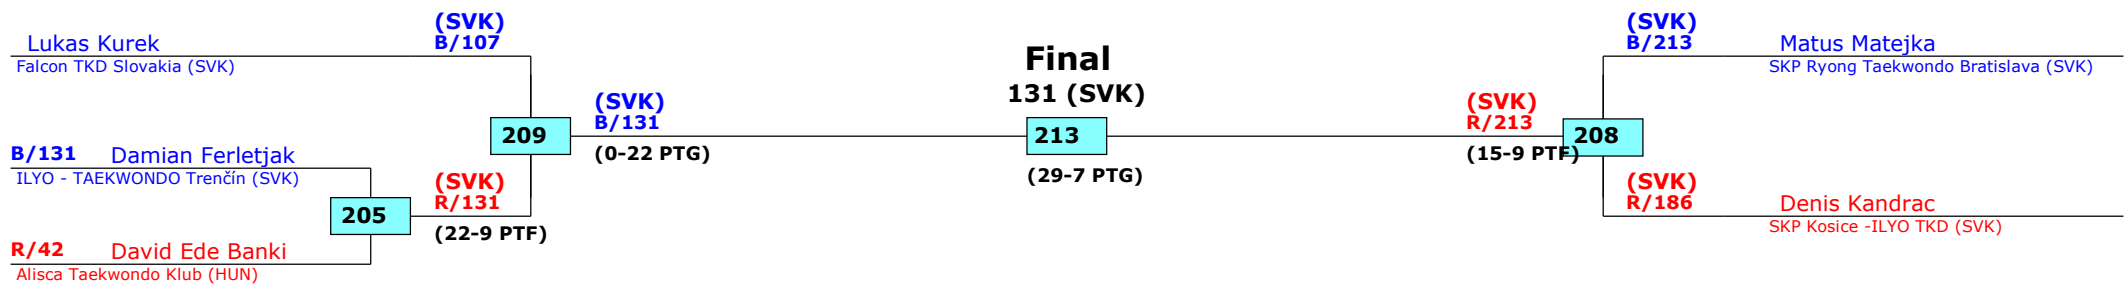 (SVK)
B/107
Lukas Kurek
Falcon TKD Slovakia (SVK)
B/131 Damian Ferletjak
ILYO - TAEKWONDO Trenčín (SVK)
R/42 David Ede Banki
Alisca Taekwondo Klub (HUN)
205
(SVK)
R/131
(22-9 PTF)
209
(SVK)
B/131
(0-22 PTG)
Final
131 (SVK)
213
(29-7 PTG)
(SVK)
R/213
(15-9 PTF)
208
(SVK)
B/213
Matus Matejka
SKP Ryong Taekwondo Bratislava (SVK)
(SVK)
R/186
Denis Kandrac
SKP Kosice -ILYO TKD (SVK)